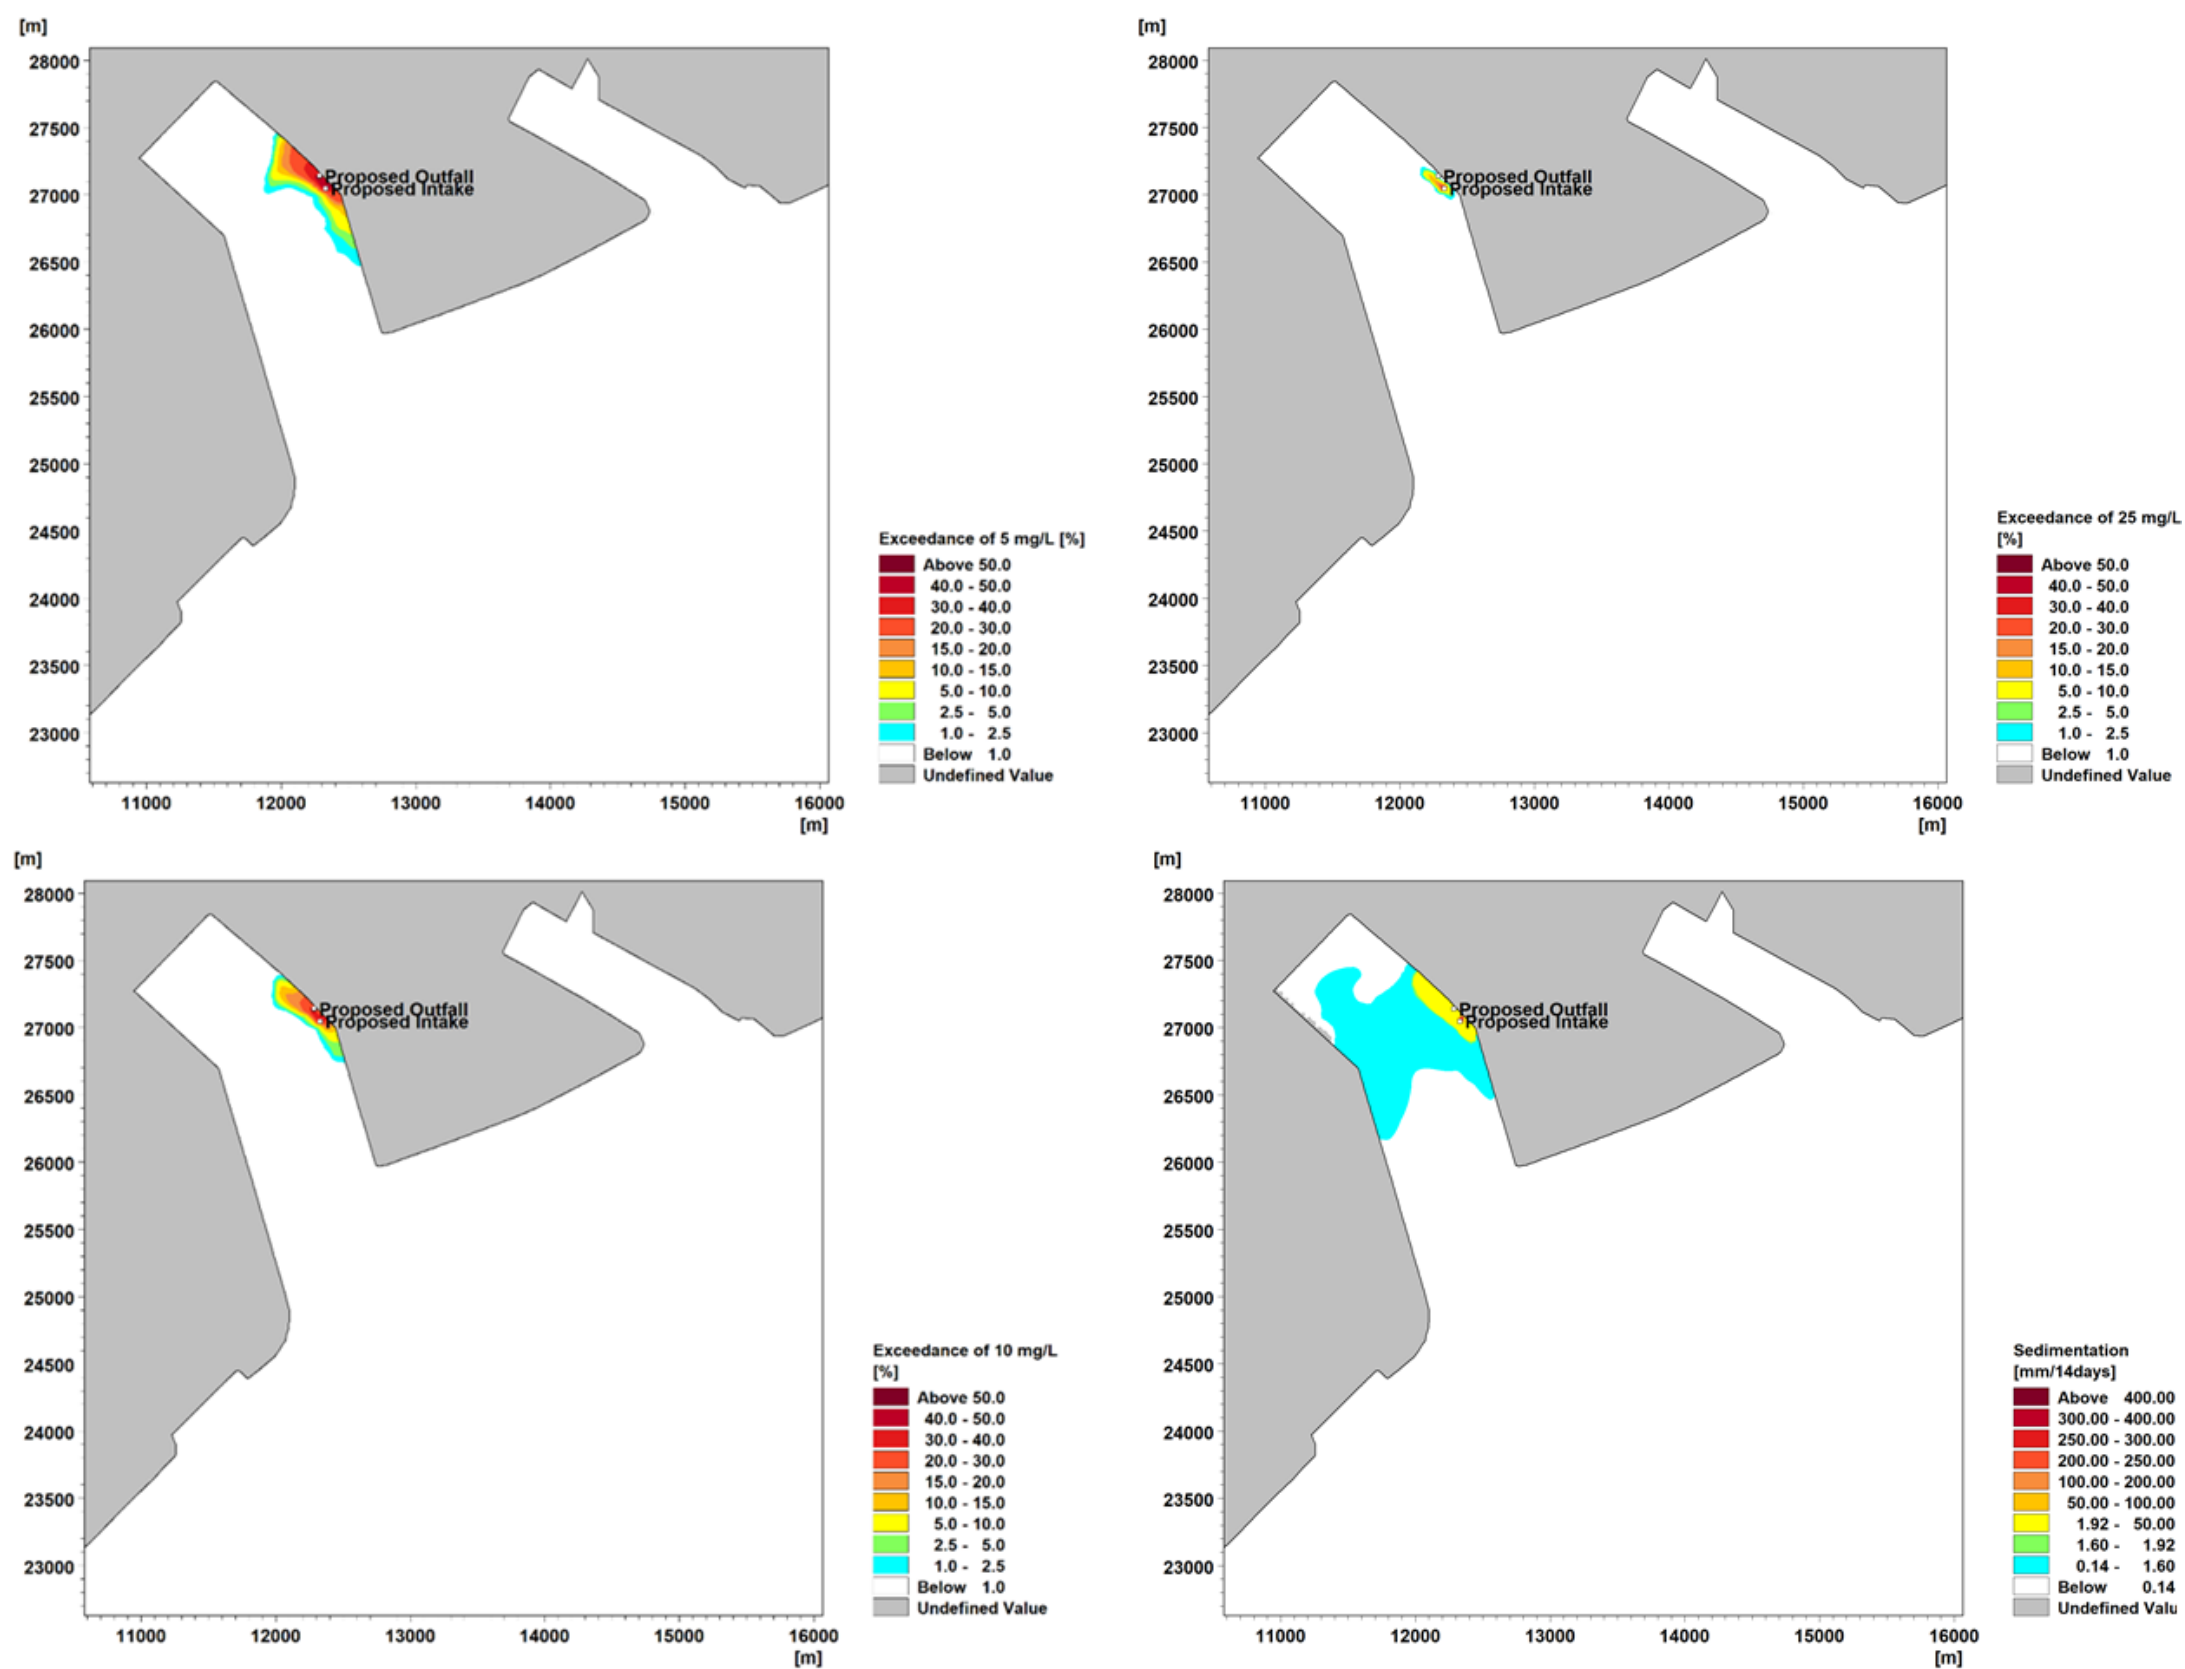 [m]
28000
27500
27000
26500
26000
25500
25000
24500
24000
23500
23000
Proposed Outfall
Proposed Intake
11000 12000 13000 14000 15000 16000
[m]
Exceedance of 5 mg/L [%]
Above 50.0
40.0 - 50.0
30.0 - 40.0
20.0 - 30.0
15.0 - 20.0
10.0 - 15.0
5.0 - 10.0
2.5 - 5.0
1.0 - 2.5
Below 1.0
Undefined Value
[m]
28000
27500
27000
26500
26000
25500
25000
24500
24000
23500
23000
Proposed Outfall
Proposed Intake
11000 12000 13000 14000 15000 16000
[m]
Exceedance of 25 mg/L
[%]
Above 50.0
40.0 - 50.0
30.0 - 40.0
20.0 - 30.0
15.0 - 20.0
10.0 - 15.0
5.0 - 10.0
2.5 - 5.0
1.0 - 2.5
Below 1.0
Undefined Value
[m]
28000
27500
27000
26500
26000
25500
25000
24500
24000
23500
23000
Proposed Outfall
Proposed Intake
11000 12000 13000 14000 15000 16000
[m]
Exceedance of 10 mg/L
[%]
Above 50.0
40.0 - 50.0
30.0 - 40.0
20.0 - 30.0
15.0 - 20.0
10.0 - 15.0
5.0 - 10.0
2.5 - 5.0
1.0 - 2.5
Below 1.0
Undefined Value
[m]
28000
27500
27000
26500
26000
25500
25000
24500
24000
23500
23000
Proposed Outfall
Proposed Intake
11000 12000 13000 14000 15000 16000
[m]
Sedimentation
[mm/14days]
Above 400.00
300.00 - 400.00
250.00 - 300.00
200.00 - 250.00
100.00 - 200.00
50.00 - 100.00
1.92 - 50.00
1.60 - 1.92
0.14 - 1.60
Below 0.14
Undefined Valu